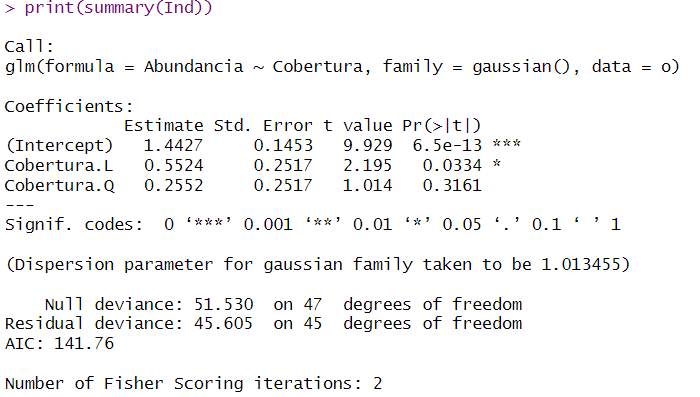 > print(summary(Ind))
Call:
glm(formula = Abundancia ~ Cobertura, family = gaussian(), data = o)
Coefficients:
            Estimate Std. Error t value Pr(>|t|)
(Intercept)   1.4427     0.1453   9.929  6.5e-13 ***
Cobertura.L   0.5524     0.2517   2.195   0.0334 *
Cobertura.Q   0.2552     0.2517   1.014   0.3161
---
Signif. codes:  0 ‘***’ 0.001 ‘**’ 0.01 ‘*’ 0.05 ‘.’ 0.1 ‘ ’ 1
(Dispersion parameter for gaussian family taken to be 1.013455)
    Null deviance: 51.530  on 47  degrees of freedom
Residual deviance: 45.605  on 45  degrees of freedom
AIC: 141.76
Number of Fisher Scoring iterations: 2